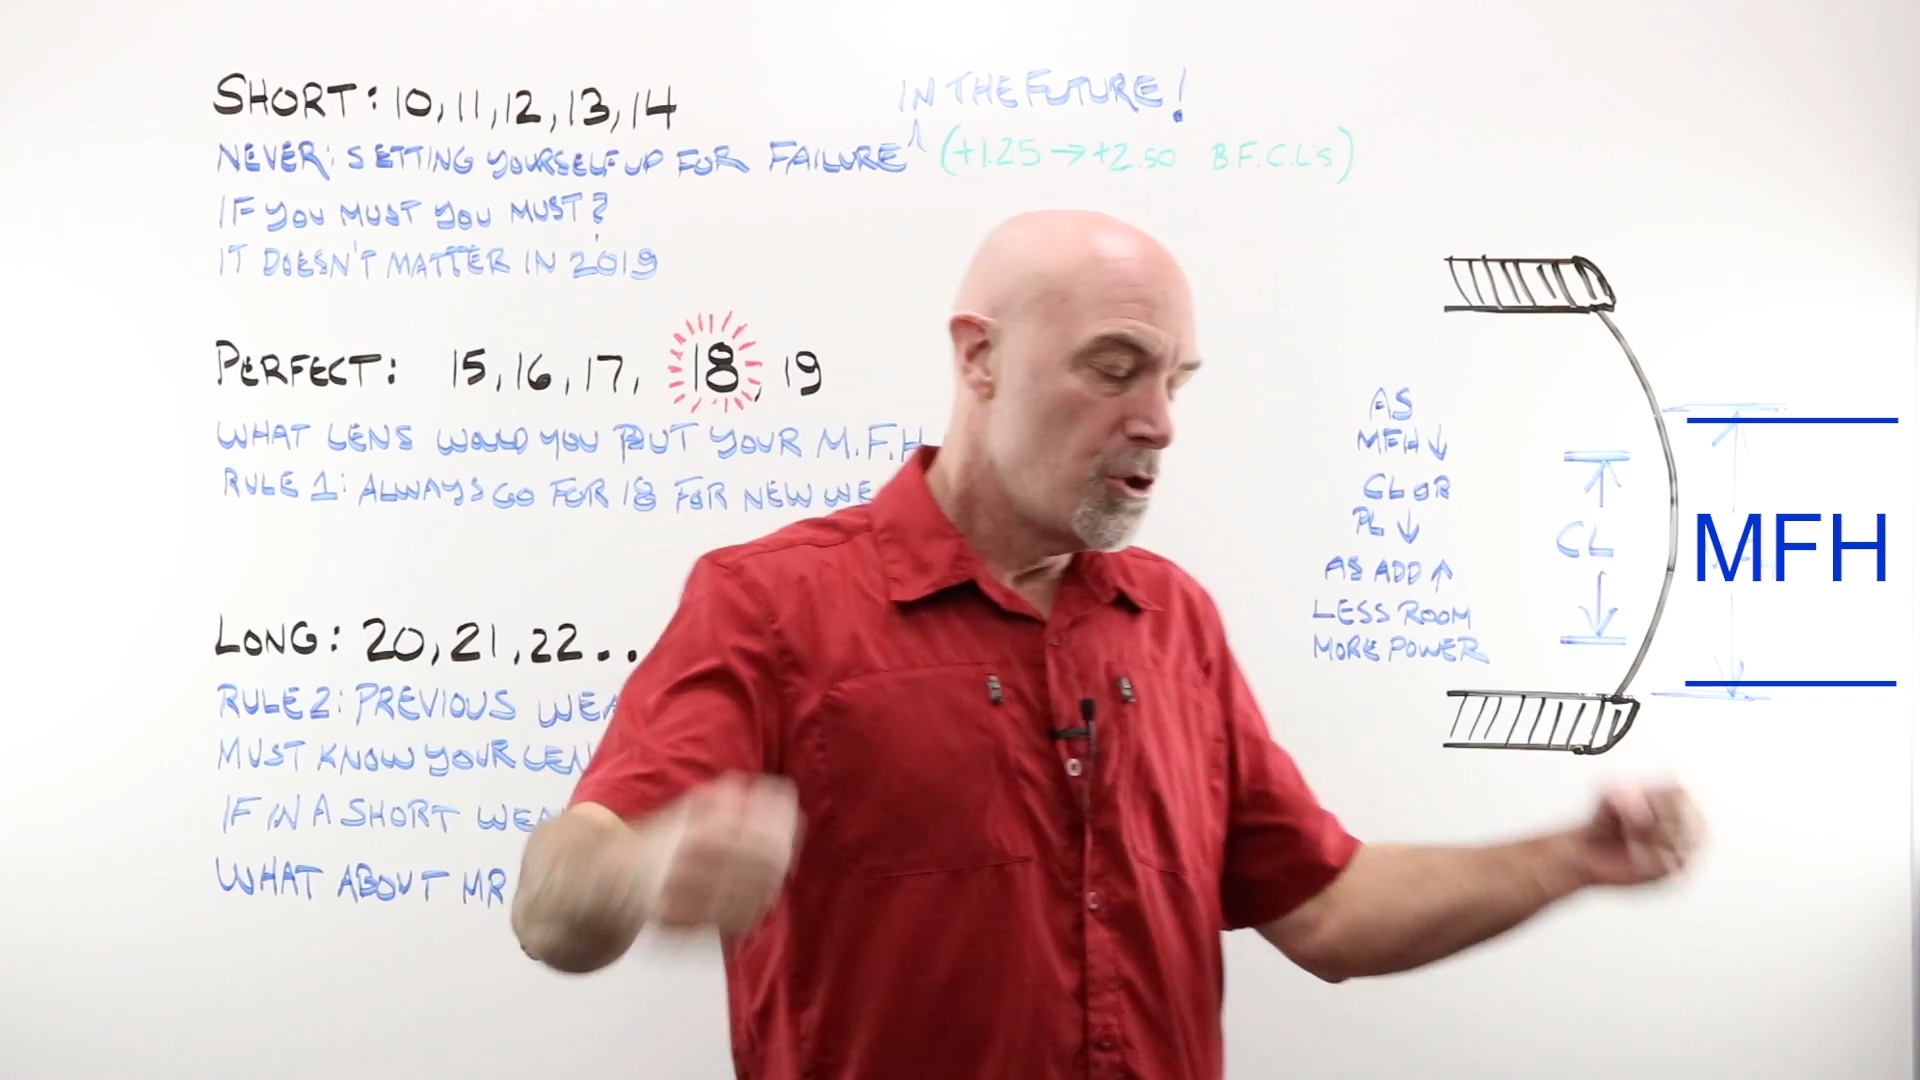 SHORT: 10, 11, 12, 13, 14
IN THE FUTURE!
NEVER: SETTING YOURSELF UP FOR FAILURE (+1.25 → +2.50 B.F.C.L'S)
IF YOU MUST YOU MUST?
IT DOESN'T MATTER IN 2019
PERFECT: 15, 16, 17, 18, 19
WHAT LENS WOULD YOU PUT YOUR M.F.H
RULE 1: ALWAYS GO FOR 18 FOR NEW WE
LONG: 20, 21, 22..
RULE 2: PREVIOUS WEA
MUST KNOW YOUR LEN
IF IN A SHORT WEA
WHAT ABOUT MR
AS
MFH ↓
CL OR
PL ↓
AS ADD ↑
LESS ROOM
MORE POWER
CL
MFH